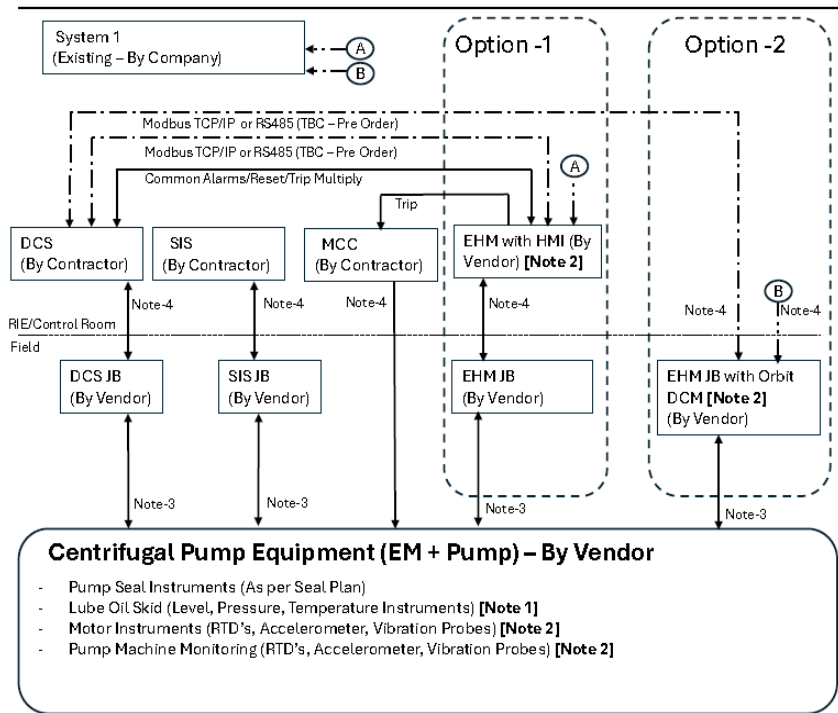 System 1
(Existing – By Company)
A
B
Option -1
Option -2
Modbus TCP/IP or RS485 (TBC – Pre Order)
Modbus TCP/IP or RS485 (TBC – Pre Order)
Common Alarms/Reset/Trip Multiply
A
Trip
DCS
(By Contractor)
SIS
(By Contractor)
MCC
(By Contractor)
EHM with HMI (By
Vendor) [Note 2]
B
Note-4
Note-4
Note-4
Note-4
Note-4
Note-4
RIE/Control Room
Field
DCS JB
(By Vendor)
SIS JB
(By Vendor)
EHM JB
(By Vendor)
EHM JB with Orbit
DCM [Note 2]
(By Vendor)
Note-3
Note-3
Note-3
Note-3
Centrifugal Pump Equipment (EM + Pump) – By Vendor
- Pump Seal Instruments (As per Seal Plan)
- Lube Oil Skid (Level, Pressure, Temperature Instruments) [Note 1]
- Motor Instruments (RTD's, Accelerometer, Vibration Probes) [Note 2]
- Pump Machine Monitoring (RTD's, Accelerometer, Vibration Probes) [Note 2]